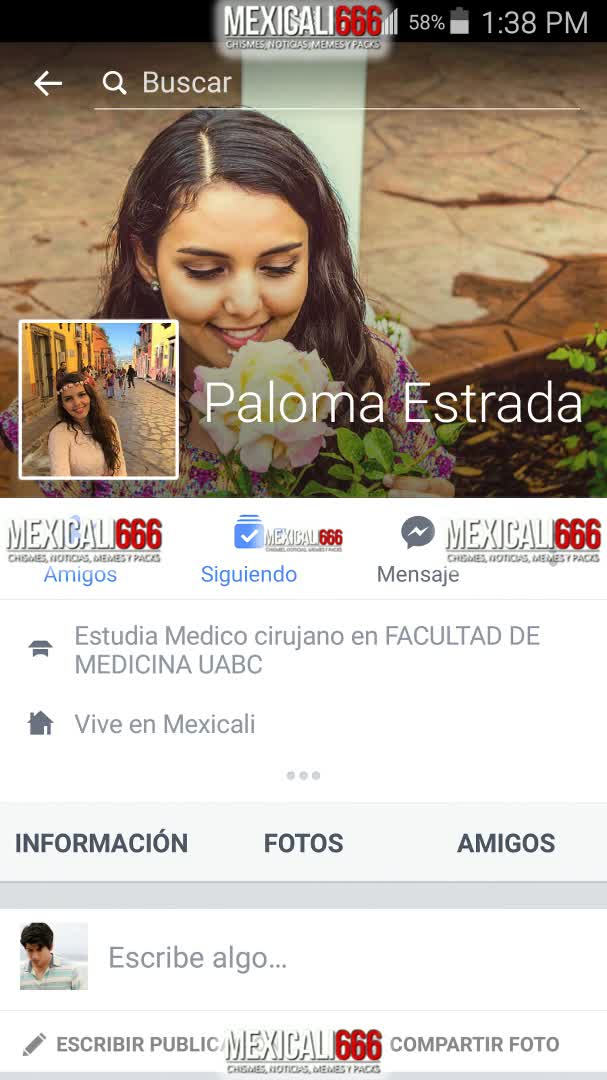 MEXICALI666
CHISMES, NOTICIAS, MEMES Y PACKS
58% 1:38 PM
Buscar
Paloma Estrada
MEXICALI666
CHISMES, NOTICIAS, MEMES Y PACKS
MEXICALI666
CHISMES, NOTICIAS, MEMES Y PACKS
MEXICALI666
CHISMES, NOTICIAS, MEMES Y PACKS
Amigos Siguiendo Mensaje
Estudia Medico cirujano en FACULTAD DE
MEDICINA UABC
Vive en Mexicali
INFORMACIÓN FOTOS AMIGOS
Escribe algo...
ESCRIBIR PUBLICA COMPARTIR FOTO
MEXICALI666
CHISMES, NOTICIAS, MEMES Y PACKS